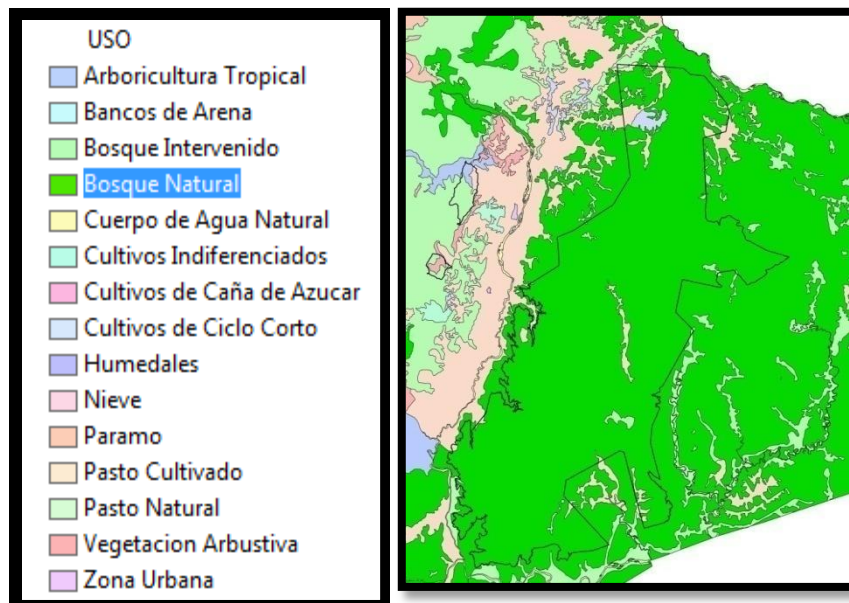 USO
Arboricultura Tropical
Bancos de Arena
Bosque Intervenido
Bosque Natural
Cuerpo de Agua Natural
Cultivos Indiferenciados
Cultivos de Caña de Azucar
Cultivos de Ciclo Corto
Humedales
Nieve
Paramo
Pasto Cultivado
Pasto Natural
Vegetacion Arbustiva
Zona Urbana